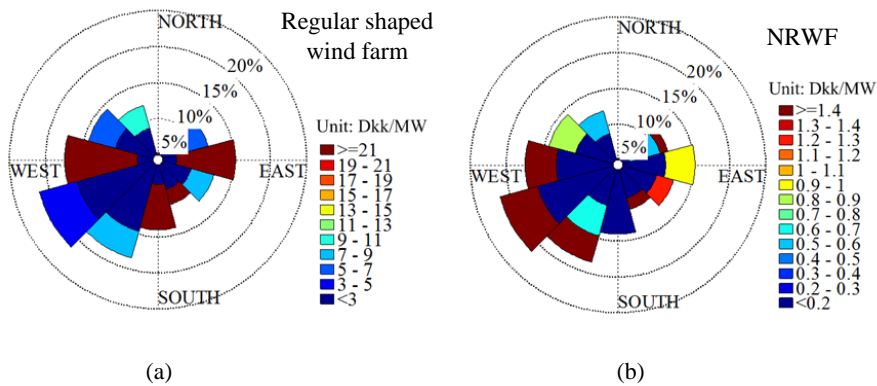 Regular shaped
wind farm
NORTH
20%
15%
10%
5%
WEST
EAST
SOUTH
Unit: Dkk/MW
>=21
19 - 21
17 - 19
15 - 17
13 - 15
11 - 13
9 - 11
7 - 9
5 - 7
3 - 5
<3
(a)
NRWF
NORTH
20%
15%
10%
5%
WEST
EAST
SOUTH
Unit: Dkk/MW
>=1.4
1.3 - 1.4
1.2 - 1.3
1.1 - 1.2
1 - 1.1
0.9 - 1
0.8 - 0.9
0.7 - 0.8
0.6 - 0.7
0.5 - 0.6
0.4 - 0.5
0.3 - 0.4
0.2 - 0.3
<0.2
(b)